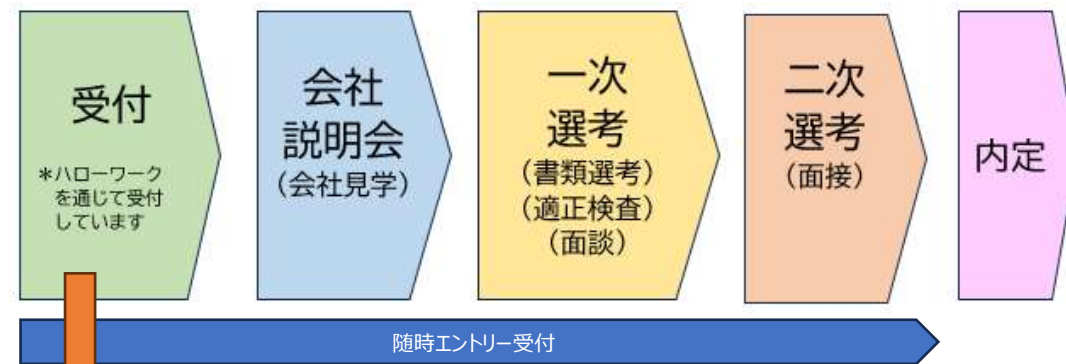 受付
*ハローワーク
を通じて受付
しています
会社
説明会
（会社見学）
一次
選考
（書類選考）
（適正検査）
（面談）
二次
選考
（面接）
内定
随時エントリー受付